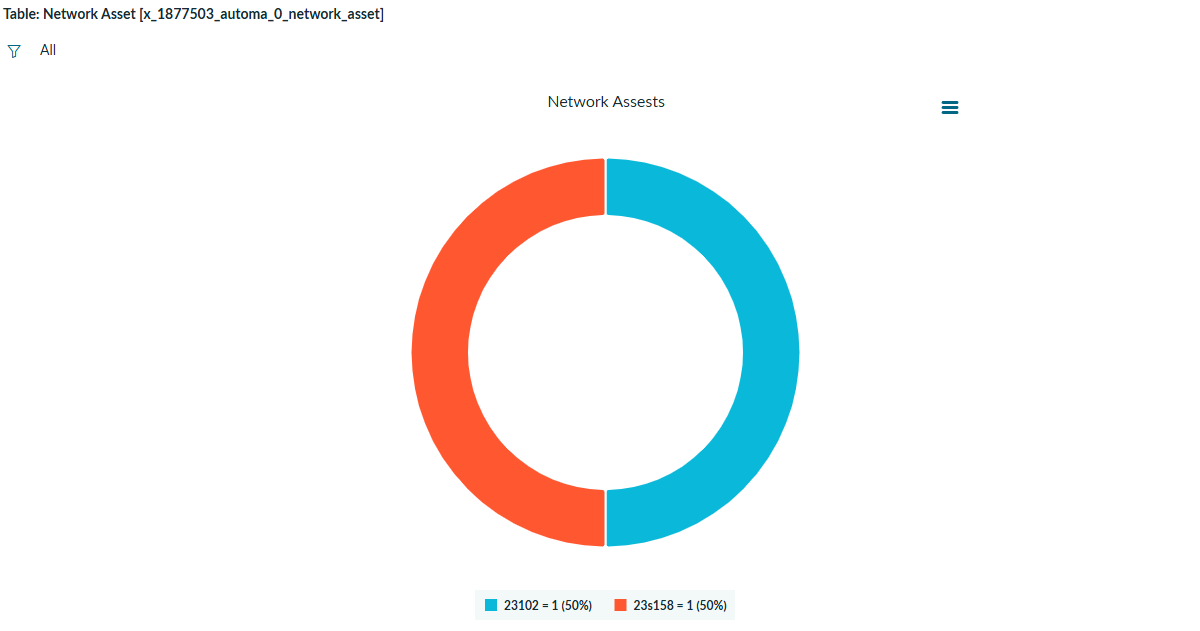 Table: Network Asset [x_1877503_automa_0_network_asset]
All
Network Assests
23102 = 1 (50%) 23s158 = 1 (50%)